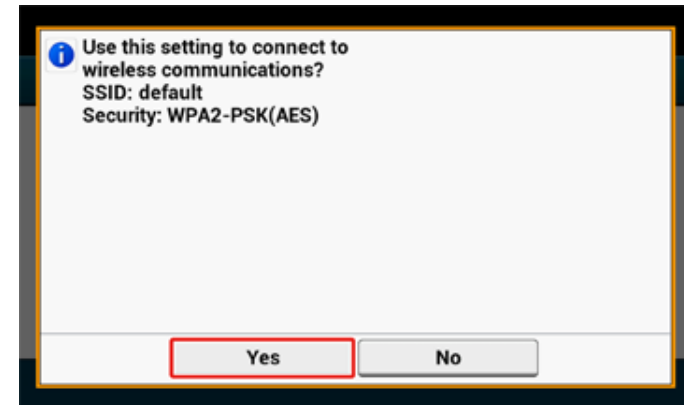 Use this setting to connect to
wireless communications?
SSID: default
Security: WPA2-PSK(AES)
Yes
No